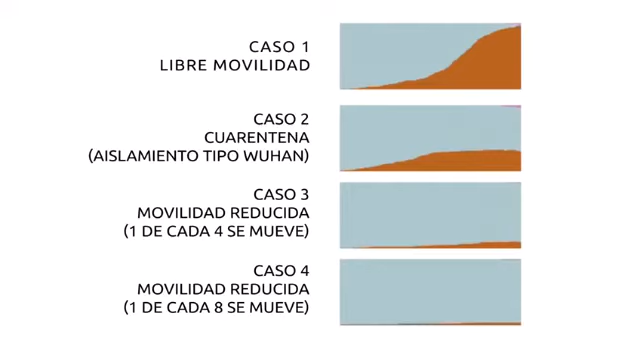 CASO 1
LIBRE MOVILIDAD
CASO 2
CUARENTENA
(AISLAMIENTO TIPO WUHAN)
CASO 3
MOVILIDAD REDUCIDA
(1 DE CADA 4 SE MUEVE)
CASO 4
MOVILIDAD REDUCIDA
(1 DE CADA 8 SE MUEVE)